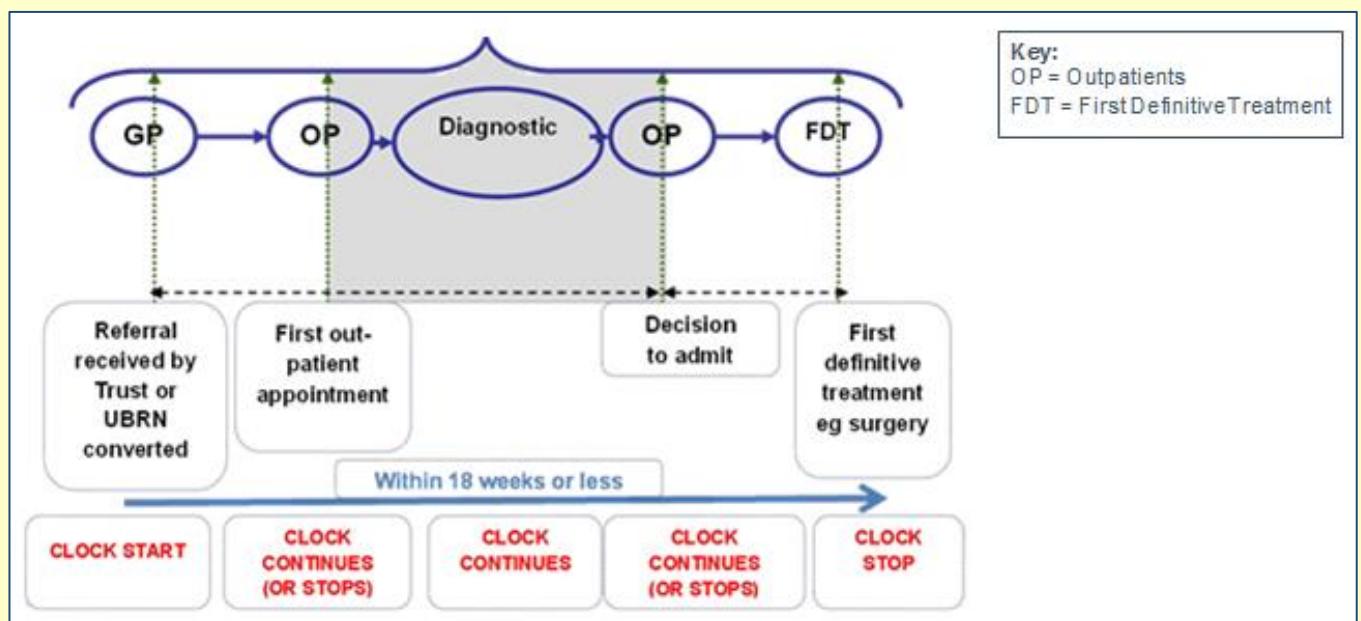 Key:
OP = Outpatients
FDT = First Definitive Treatment
GP
OP
Diagnostic
OP
FDT
Referral
received by
Trust or
UBRN
converted
First out-
patient
appointment
Decision
to admit
First
definitive
treatment
eg surgery
Within 18 weeks or less
CLOCK START
CLOCK
CONTINUES
(OR STOPS)
CLOCK
CONTINUES
CLOCK
CONTINUES
(OR STOPS)
CLOCK
STOP